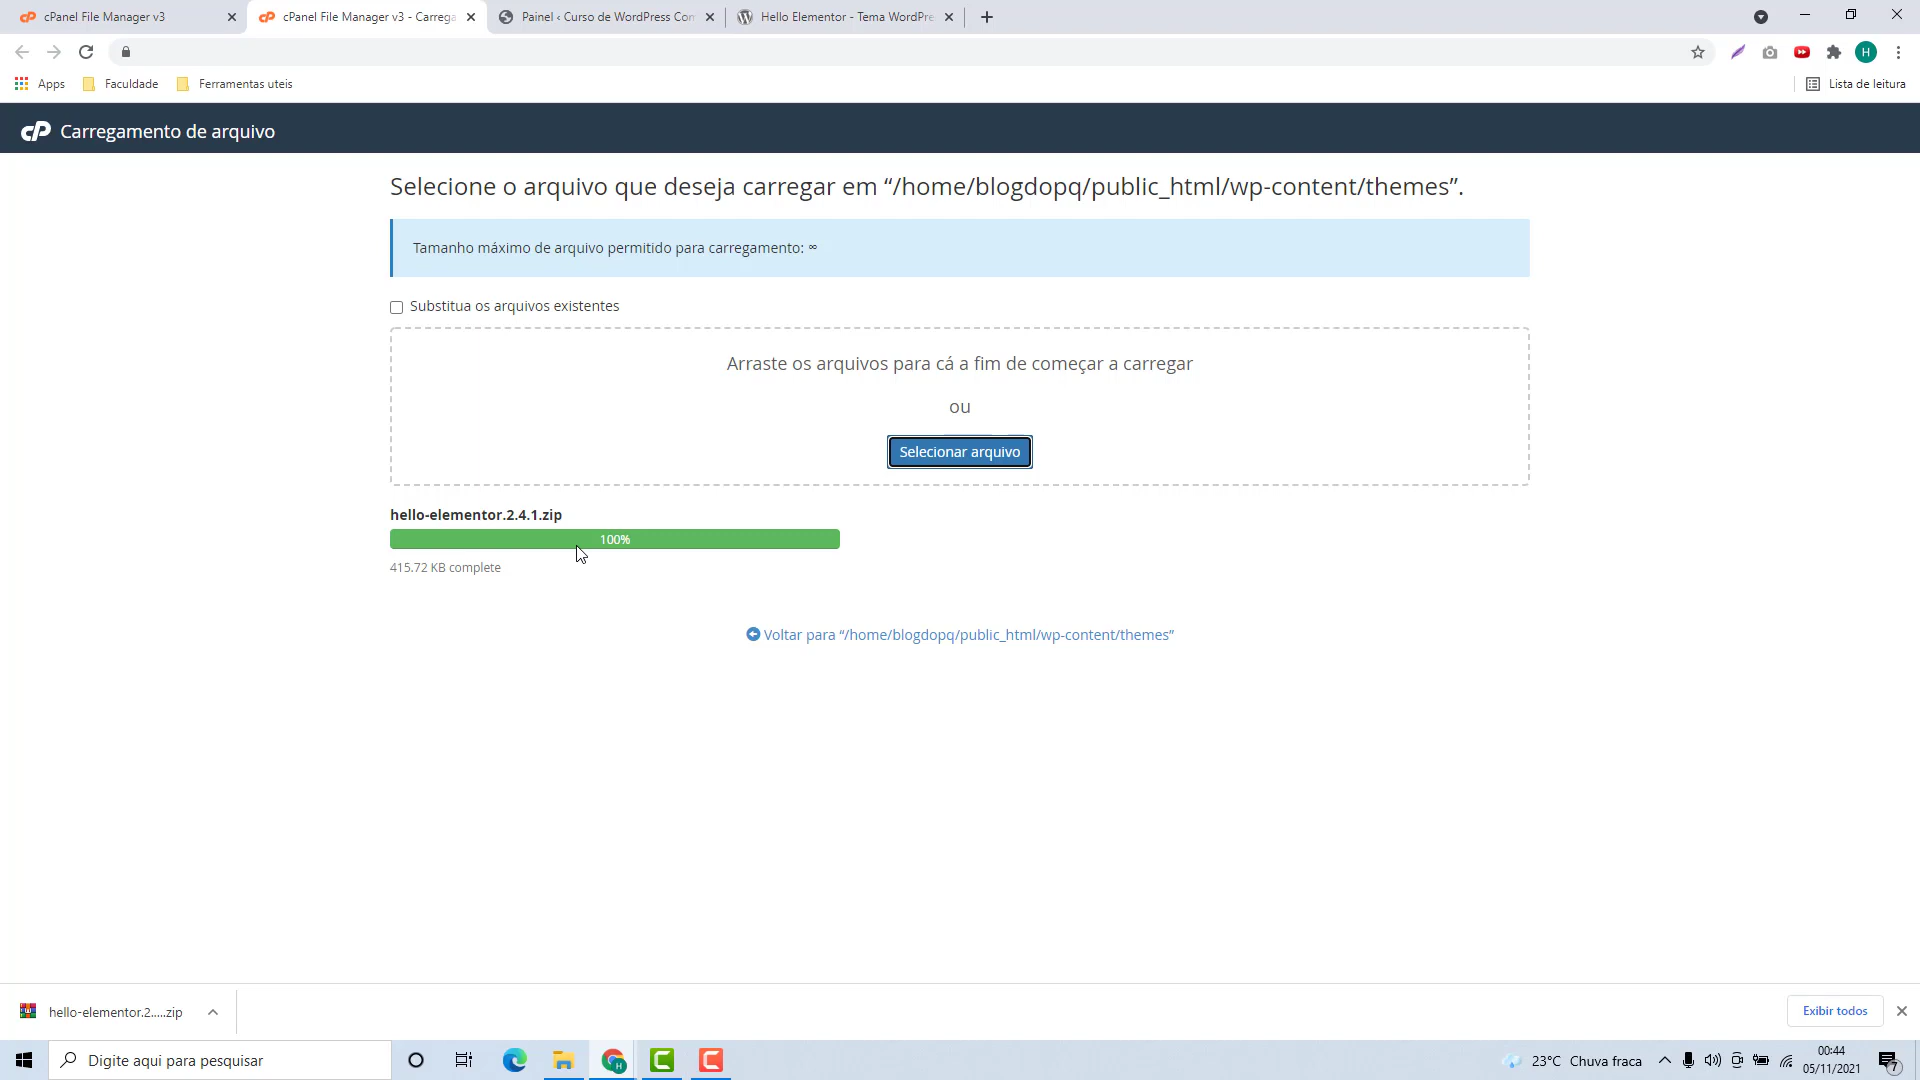 cPanel File Manager v3
cPanel File Manager v3 - Carrega
Painel ‹ Curso de WordPress Com
Hello Elementor - Tema WordPre
H
Apps
Faculdade
Ferramentas uteis
Lista de leitura
cP Carregamento de arquivo
Selecione o arquivo que deseja carregar em “/home/blogdopq/public_html/wp-content/themes”.
Tamanho máximo de arquivo permitido para carregamento: ∞
Substitua os arquivos existentes
Arraste os arquivos para cá a fim de começar a carregar
ou
Selecionar arquivo
hello-elementor.2.4.1.zip
100%
415.72 KB complete
Voltar para “/home/blogdopq/public_html/wp-content/themes”
hello-elementor.2.....zip
Exibir todos
Digite aqui para pesquisar
23°C Chuva fraca
00:44
05/11/2021
7